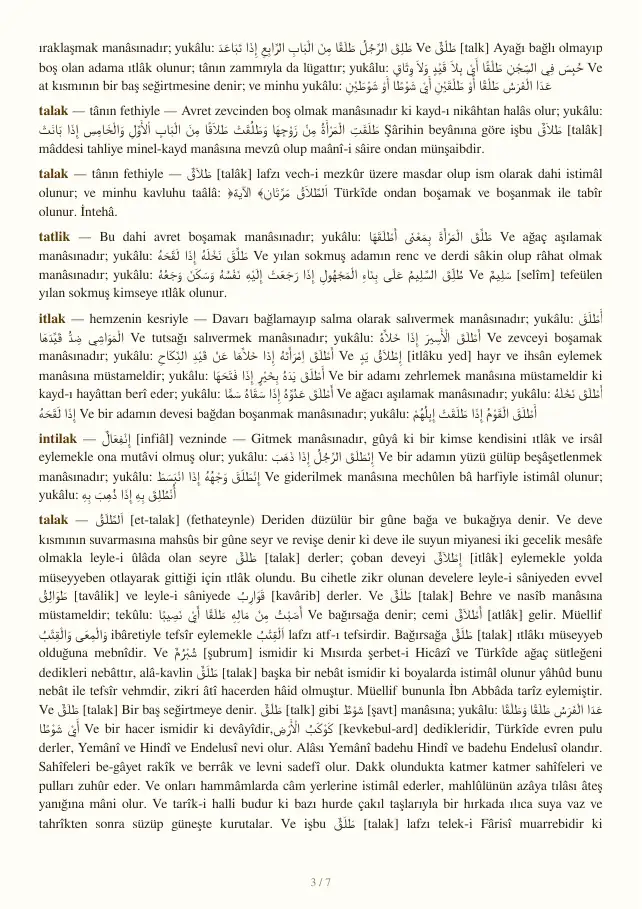 ıraklaşmak manâsınadır; yukâlu: طَلِقَ الرَّجُلُ طَلَقًا مِنَ الْبَابِ الرَّابِعِ إِذَا تَبَاعَدَ Ve طَلْقٌ [talk] Ayağı bağlı olmayıp
boş olan adama ıtlâk olunur; tânın zammıyla da lügattır; yukâlu: حُبِسَ فِي السِّجْنِ طَلْقًا أَيْ بِلاَ قَيْدٍ وَلاَ وِثَاقٍ Ve
at kısmının bir baş seğirtmesine denir; ve minhu yukâlu: عَدَا الْفَرَسُ طَلْقًا أَوْ طَلْقَيْنِ أَيْ شَوْطًا أَوْ شَوْطَيْنِ
talak — tânın fethiyle — Avret zevcinden boş olmak manâsınadır ki kayd-ı nikâhtan halâs olur; yukâlu:
طَلَقَتِ الْمَرْأَةُ مِنْ زَوْجِهَا وَطَلُقَتْ طَلاَقًا مِنَ الْبَابِ اْلأَوَّلِ وَالْخَامِسِ إِذَا بَانَتْ Şârihin beyânına göre işbu طَلاَقٌ [talâk]
mâddesi tahliye minel-kayd manâsına mevzû olup maânî-i sâire ondan münşaibdir.
talak — tânın fethiyle — طَلاَقٌ [talâk] lafzı vech-i mezkûr üzere masdar olup ism olarak dahi istimâl
olunur; ve minhu kavluhu taâlâ: ﴿اَلطَّلاَقُ مَرَّتَانِ﴾ اْلآيَة Türkîde ondan boşamak ve boşanmak ile tabîr
olunur. İntehâ.
tatlik — Bu dahi avret boşamak manâsınadır; yukâlu: طَلَّقَ الْمَرْأَةَ بِمَعْنَى أَطْلَقَهَا Ve ağaç aşılamak
manâsınadır; yukâlu: طَلَّقَ نَخْلَهُ إِذَا لَقَحَهُ Ve yılan sokmuş adamın renc ve derdi sâkin olup râhat olmak
manâsınadır; yukâlu: طُلِّقَ السَّلِيمُ عَلَى بِنَاءِ الْمَجْهُولِ إِذَا رَجَعَتْ إِلَيْهِ نَفْسُهُ وَسَكَنَ وَجَعُهُ Ve سَلِيمٌ [selîm] tefeülen
yılan sokmuş kimseye ıtlâk olunur.
itlak — hemzenin kesriyle — Davarı bağlamayıp salma olarak salıvermek manâsınadır; yukâlu: أَطْلَقَ
الْمَوَاشِيَ ضِدُّ قَيَّدَهَا Ve tutsağı salıvermek manâsınadır; yukâlu: أَطْلَقَ اْلأَسِيرَ إِذَا خَلاَّهُ Ve zevceyi boşamak
manâsınadır; yukâlu: أَطْلَقَ اِمْرَأَتَهُ إِذَا خَلاَّهَا عَنْ قَيْدِ النِّكَاحِ Ve إِطْلاَقُ يَدٍ [itlâku yed] hayr ve ihsân eylemek
manâsına müstameldir; yukâlu: أَطْلَقَ يَدَهُ بِخَيْرٍ إِذَا فَتَحَهَا Ve bir adamı zehrlemek manâsına müstameldir ki
kayd-ı hayâttan berî eder; yukâlu: أَطْلَقَ عَدُوَّهُ إِذَا سَقَاهُ سَمًّا Ve ağacı aşılamak manâsınadır; yukâlu: أَطْلَقَ نَخْلَهُ
إِذَا لَقَحَهُ Ve bir adamın devesi bağdan boşanmak manâsınadır; yukâlu: أَطْلَقَ الْقَوْمُ إِذَا طَلَقَتْ إِبِلُهُمْ
intilak — إِنْفِعَالٌ [infiâl] vezninde — Gitmek manâsınadır, gûyâ ki bir kimse kendisini ıtlâk ve irsâl
eylemekle ona mutâvi olmuş olur; yukâlu: إِنْطَلَقَ الرَّجُلُ إِذَا ذَهَبَ Ve bir adamın yüzü gülüp beşâşetlenmek
manâsınadır; yukâlu: إِنْطَلَقَ وَجْهُهُ إِذَا انْبَسَطَ Ve giderilmek manasına mechûlen bâ harfiyle istimâl olunur;
yukâlu: أُنْطُلِقَ بِهِ إِذَا ذُهِبَ بِهِ
talak — اَلطَّلَقُ [et-talak] (fethateynle) Deriden düzülür bir gûne bağa ve bukağıya denir. Ve deve
kısmının suvarmasına mahsûs bir gûne seyr ve revişe denir ki deve ile suyun miyanesi iki gecelik mesâfe
olmakla leyle-i ûlâda olan seyre طَلَقٌ [talak] derler; çoban deveyi إِطْلاَقٌ [itlâk] eylemekle yolda
müseyyeben otlayarak gittiği için ıtlâk olundu. Bu cihetle zikr olunan develere leyle-i sâniyeden evvel
طَوَالِقُ [tavâlik] ve leyle-i sâniyede قَوَارِبُ [kavârib] derler. Ve طَلَقٌ [talak] Behre ve nasîb manâsına
müstameldir; tekûlu: أَصَبْتُ مِنْ مَالِهِ طَلَقًا أَيْ نَصِيبًا Ve bağırsağa denir; cemi أَطْلاَقٌ [atlâk] gelir. Müellif
وَالْمِعَى وَالْقِتْبُ ibâretiyle tefsîr eylemekle اَلْقِتْبُ lafzı atf-ı tefsirdir. Bağırsağa طَلَقٌ [talak] ıtlâkı müseyyeb
olduğuna mebnîdir. Ve شُبْرُمٌ [şubrum] ismidir ki Mısırda şerbet-i Hicâzî ve Türkîde ağaç sütleğeni
dedikleri nebâttır, alâ-kavlin طَلَقٌ [talak] başka bir nebât ismidir ki boyalarda istimâl olunur yâhûd bunu
nebât ile tefsîr vehmdir, zikri âtî hacerden hâid olmuştur. Müellif bununla İbn Abbâda tarîz eylemiştir.
Ve طَلَقٌ [talak] Bir baş seğirtmeye denir. طَلْقٌ [talk] gibi شَوْطٌ [şavt] manâsına; yukâlu: عَدَا الْفَرَسُ طَلَقًا وَطَلْقًا
أَيْ شَوْطًا Ve bir hacer ismidir ki devâyîdir, كَوْكَبُ اْلأَرْضِ [kevkebul-ard] dedikleridir, Türkîde evren pulu
derler, Yemânî ve Hindî ve Endelusî nevi olur. Alâsı Yemânî badehu Hindî ve badehu Endelusî olandır.
Sahîfeleri be-gâyet rakîk ve berrâk ve levni sadefî olur. Dakk olundukta katmer katmer sahîfeleri ve
pulları zuhûr eder. Ve onları hammâmlarda câm yerlerine istimâl ederler, mahlûlünün azâya tılâsı âteş
yanığına mâni olur. Ve tarîk-i halli budur ki bazı hurde çakıl taşlarıyla bir hırkada ılıca suya vaz ve
tahrîkten sonra süzüp güneşte kurutalar. Ve işbu طَلَقٌ [talak] lafzı telek-i Fârisî muarrebidir ki
3 / 7